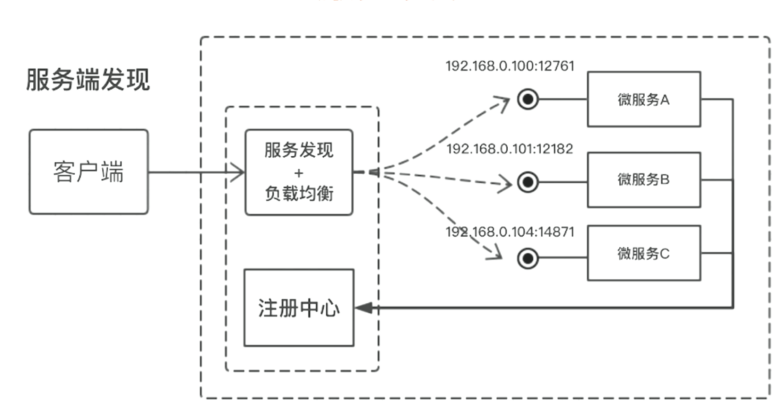 服务端发现
客户端
服务发现
+
负载均衡
注册中心
192.168.0.100:12761
微服务A
192.168.0.101:12182
微服务B
192.168.0.104:14871
微服务C